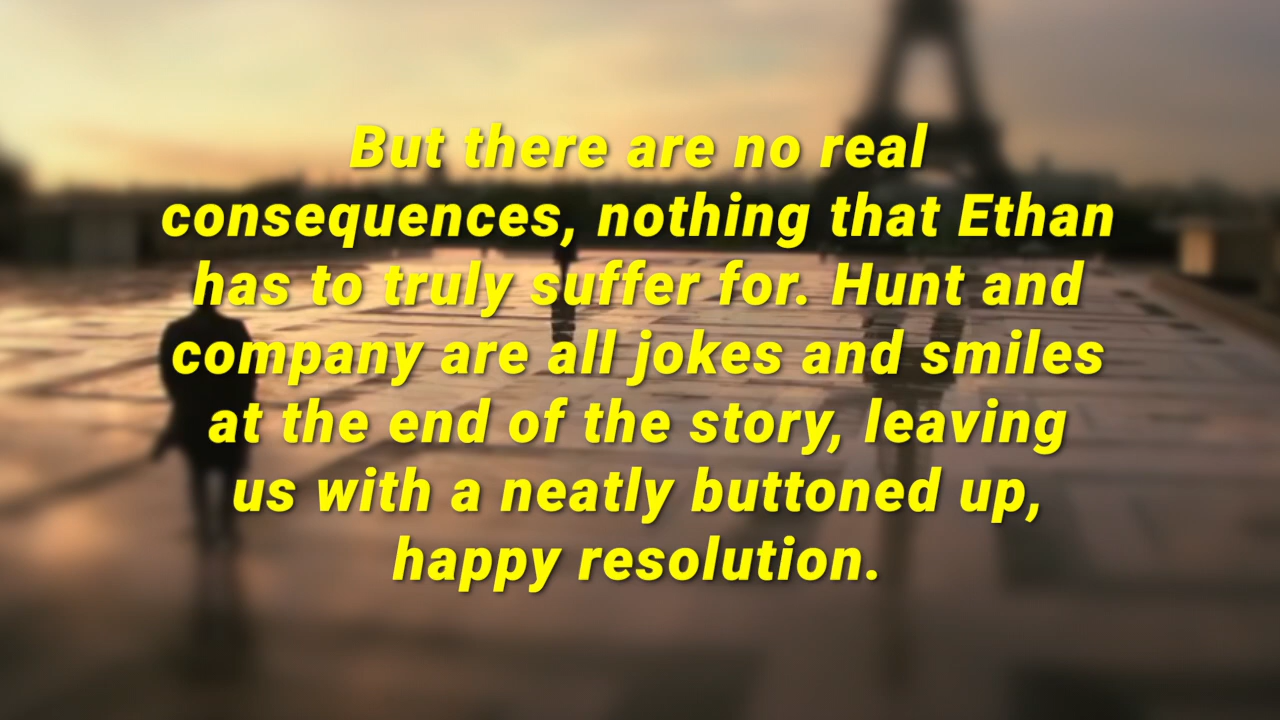 But there are no real
consequences, nothing that Ethan
has to truly suffer for. Hunt and
company are all jokes and smiles
at the end of the story, leaving
us with a neatly buttoned up,
happy resolution.